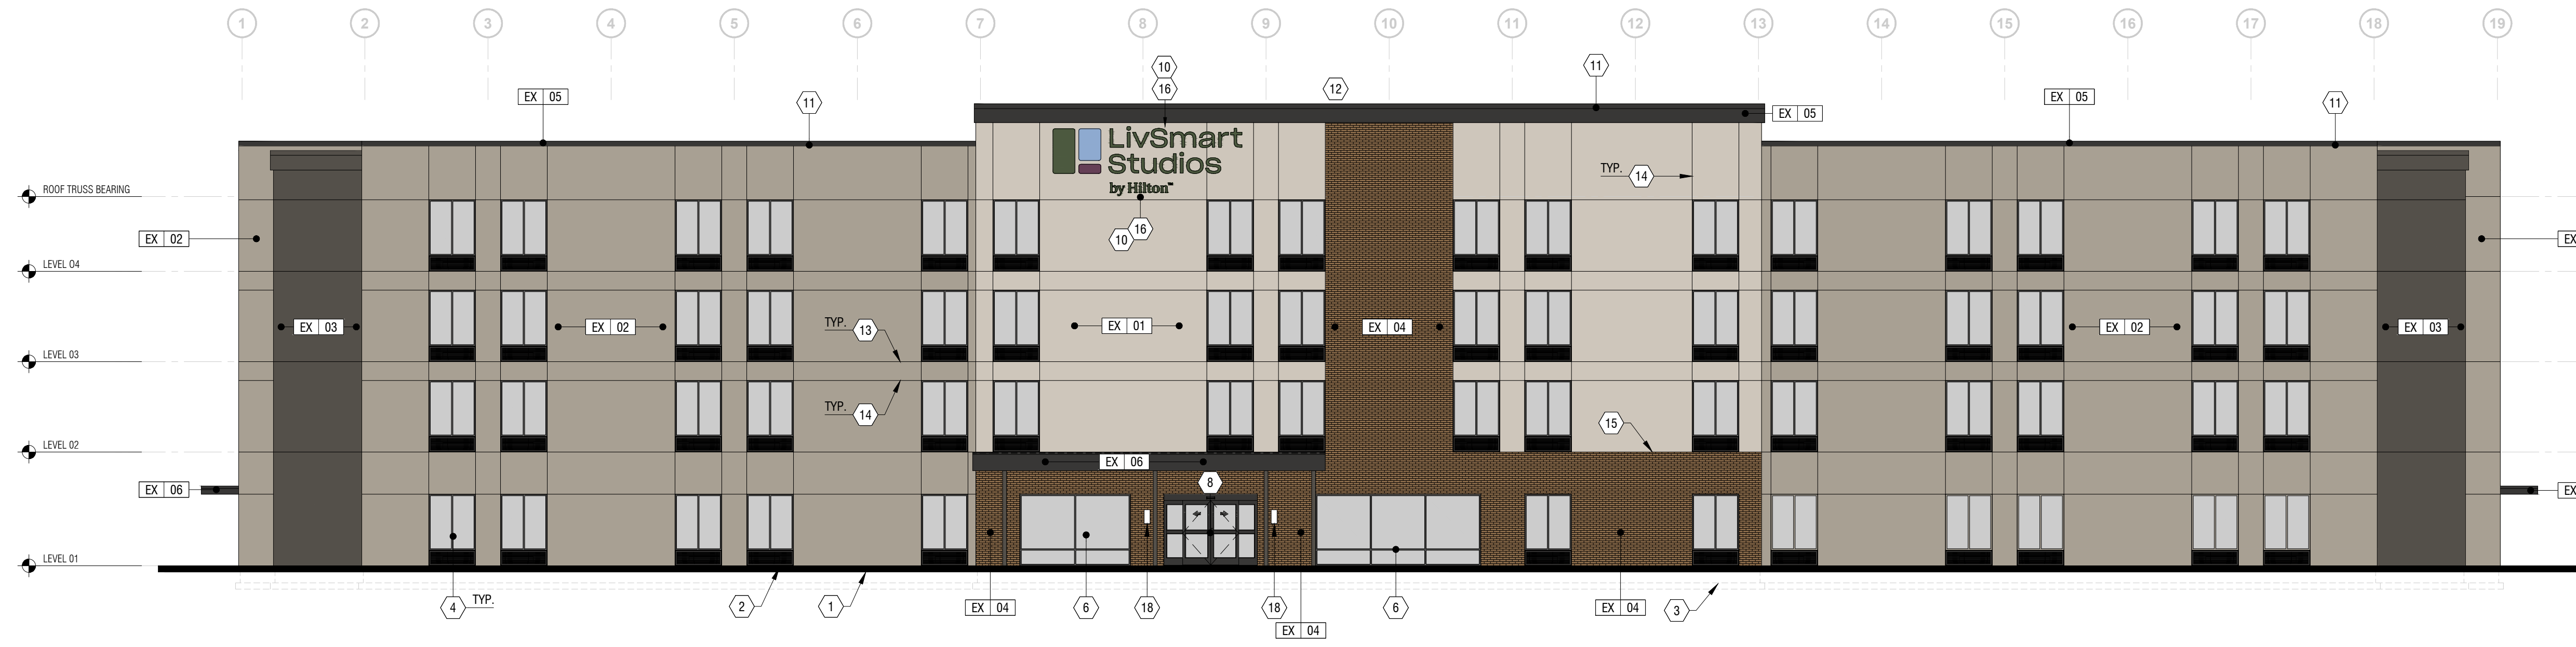 1 2 3 4 5 6 7 8 9 10 11 12 13 14 15 16 17 18 19
10
16
12
11
EX 05
11
EX 05
EX 05
11
LivSmart
Studios
by Hilton™
TYP. 14
ROOF TRUSS BEARING
16
10
EX 02
EX
LEVEL 04
EX 03
EX 02
TYP. 13
EX 01
EX 04
EX 02
EX 03
LEVEL 03
TYP. 14
15
LEVEL 02
EX 06
8
EX 06
EX
LEVEL 01
4 TYP.
2
1
EX 04
6
18
18
6
EX 04
3
EX 04